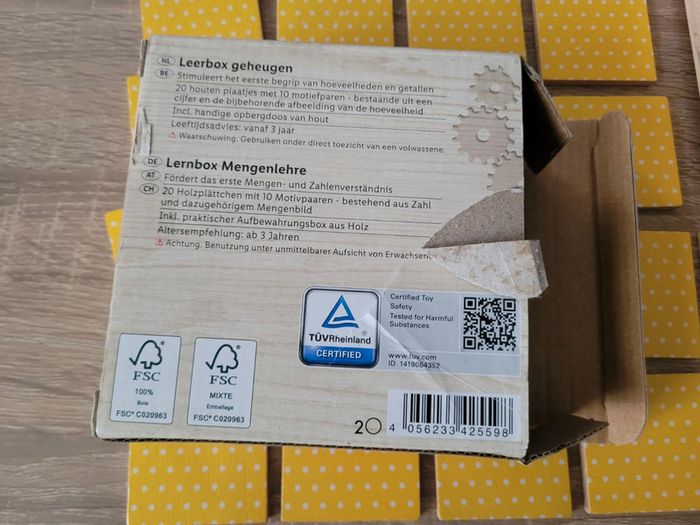 NL Leerbox geheugen
BE Stimuleert het eerste begrip van hoeveelheden en getallen
20 houten plaatjes met 10 motiefparen - bestaande uit een
cijfer en de bijbehorende afbeelding van de hoeveelheid
Incl. handige opbergdoos van hout
Leeftijdsadvies: vanaf 3 jaar
Waarschuwing. Gebruiken onder direct toezicht van een volwassene.
DE Lernbox Mengenlehre
AT Fördert das erste Mengen- und Zahlenverständnis
CH 20 Holzplättchen mit 10 Motivpaaren - bestehend aus Zahl
und dazugehörigem Mengenbild
Inkl. praktischer Aufbewahrungsbox aus Holz
Altersempfehlung: ab 3 Jahren
Achtung. Benutzung unter unmittelbarer Aufsicht von Erwachsen
TÜVRheinland
CERTIFIED
Certified Toy
Safety
Tested for Harmful
Substances
www.tuv.com
ID 1419064352
FSC
100%
Bois
FSC® C020963
FSC
MIXTE
Emballage
FSC® C020963
2
4 056233 425598